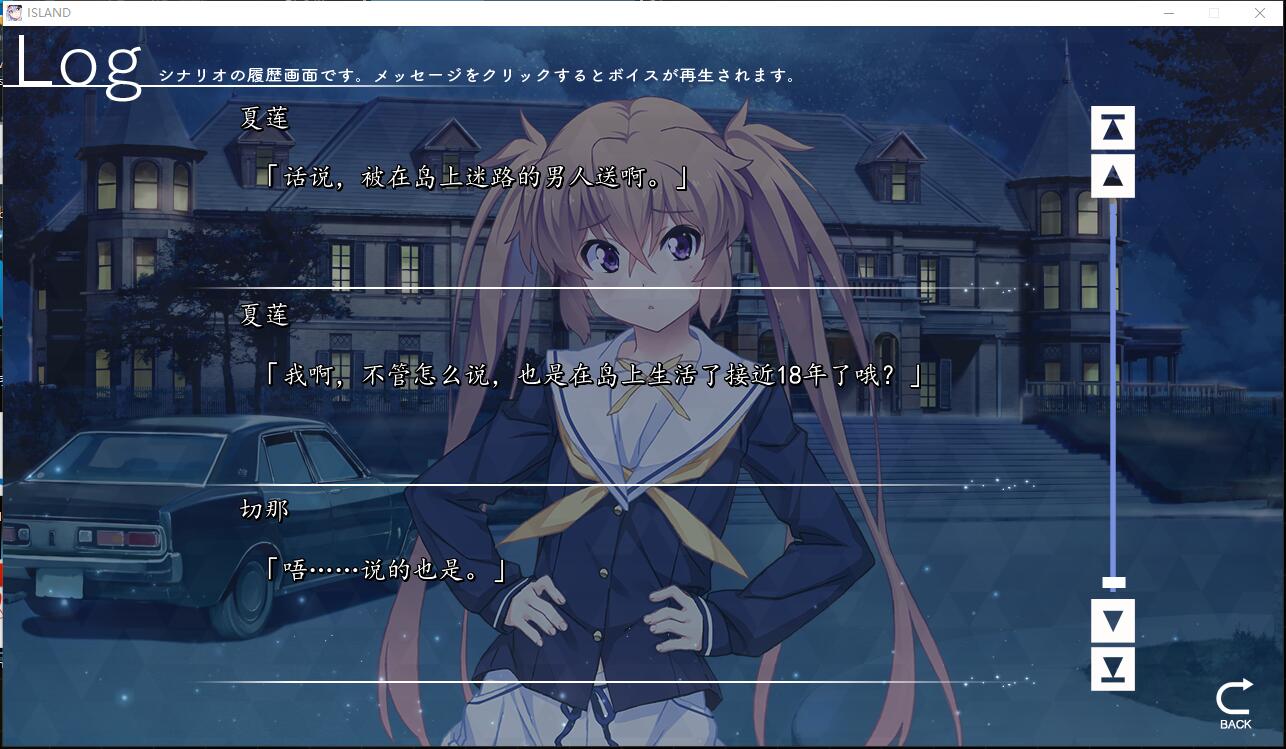 ISLAND
Log
シナリオの履歴画面です。メッセージをクリックするとボイスが再生されます。
夏莲
「话说，被在岛上迷路的男人送啊。」
夏莲
「我啊，不管怎么说，也是在岛上生活了接近18年了哦？」
切那
「唔……说的也是。」
BACK